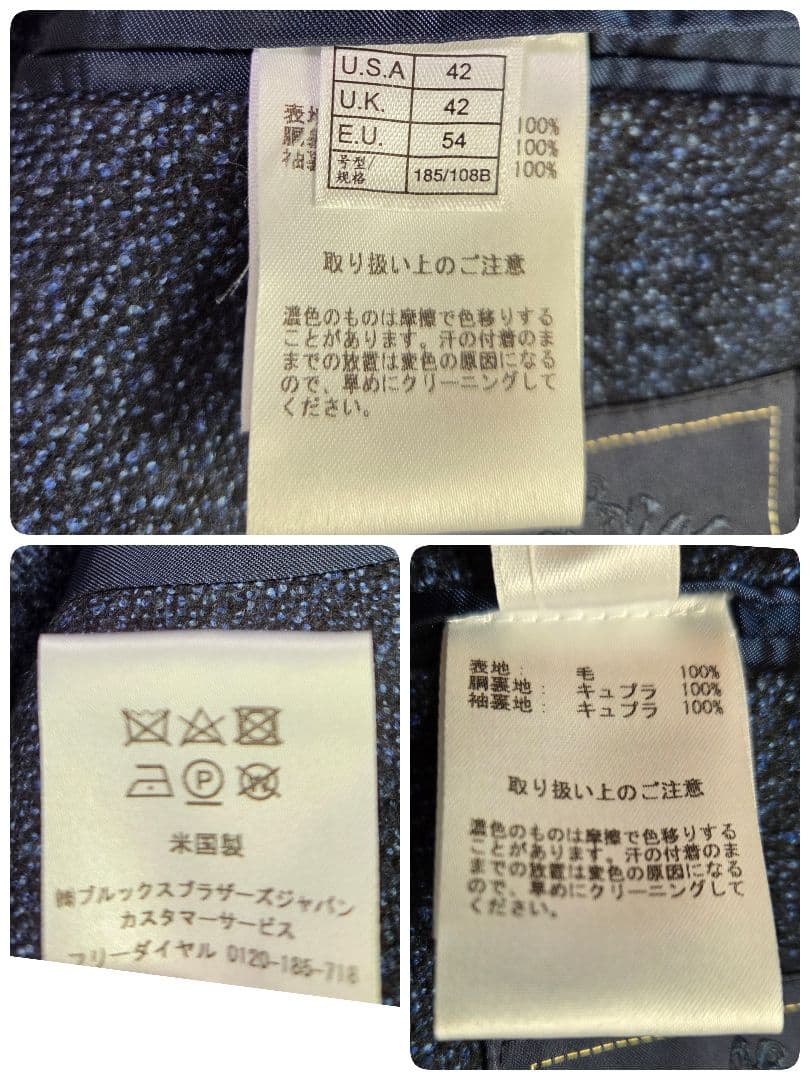 U.S.A 42
U.K. 42
E.U. 54
号型/规格 185/108B
表地 100%
胴裏 100%
袖裏 100%
取り扱い上のご注意
濃色のものは摩擦で色移りする
ことがあります。汗の付着のま
までの放置は変色の原因になる
ので、早めにクリーニングして
ください。
P
W
米国製
㈱ブルックスブラザーズジャパン
カスタマーサービス
フリーダイヤル 0120-185-718
表地: 毛 100%
胴裏地: キュプラ 100%
袖裏地: キュプラ 100%
取り扱い上のご注意
濃色のものは摩擦で色移りする
ことがあります。汗の付着のま
までの放置は変色の原因になる
ので、早めにクリーニングして
ください。